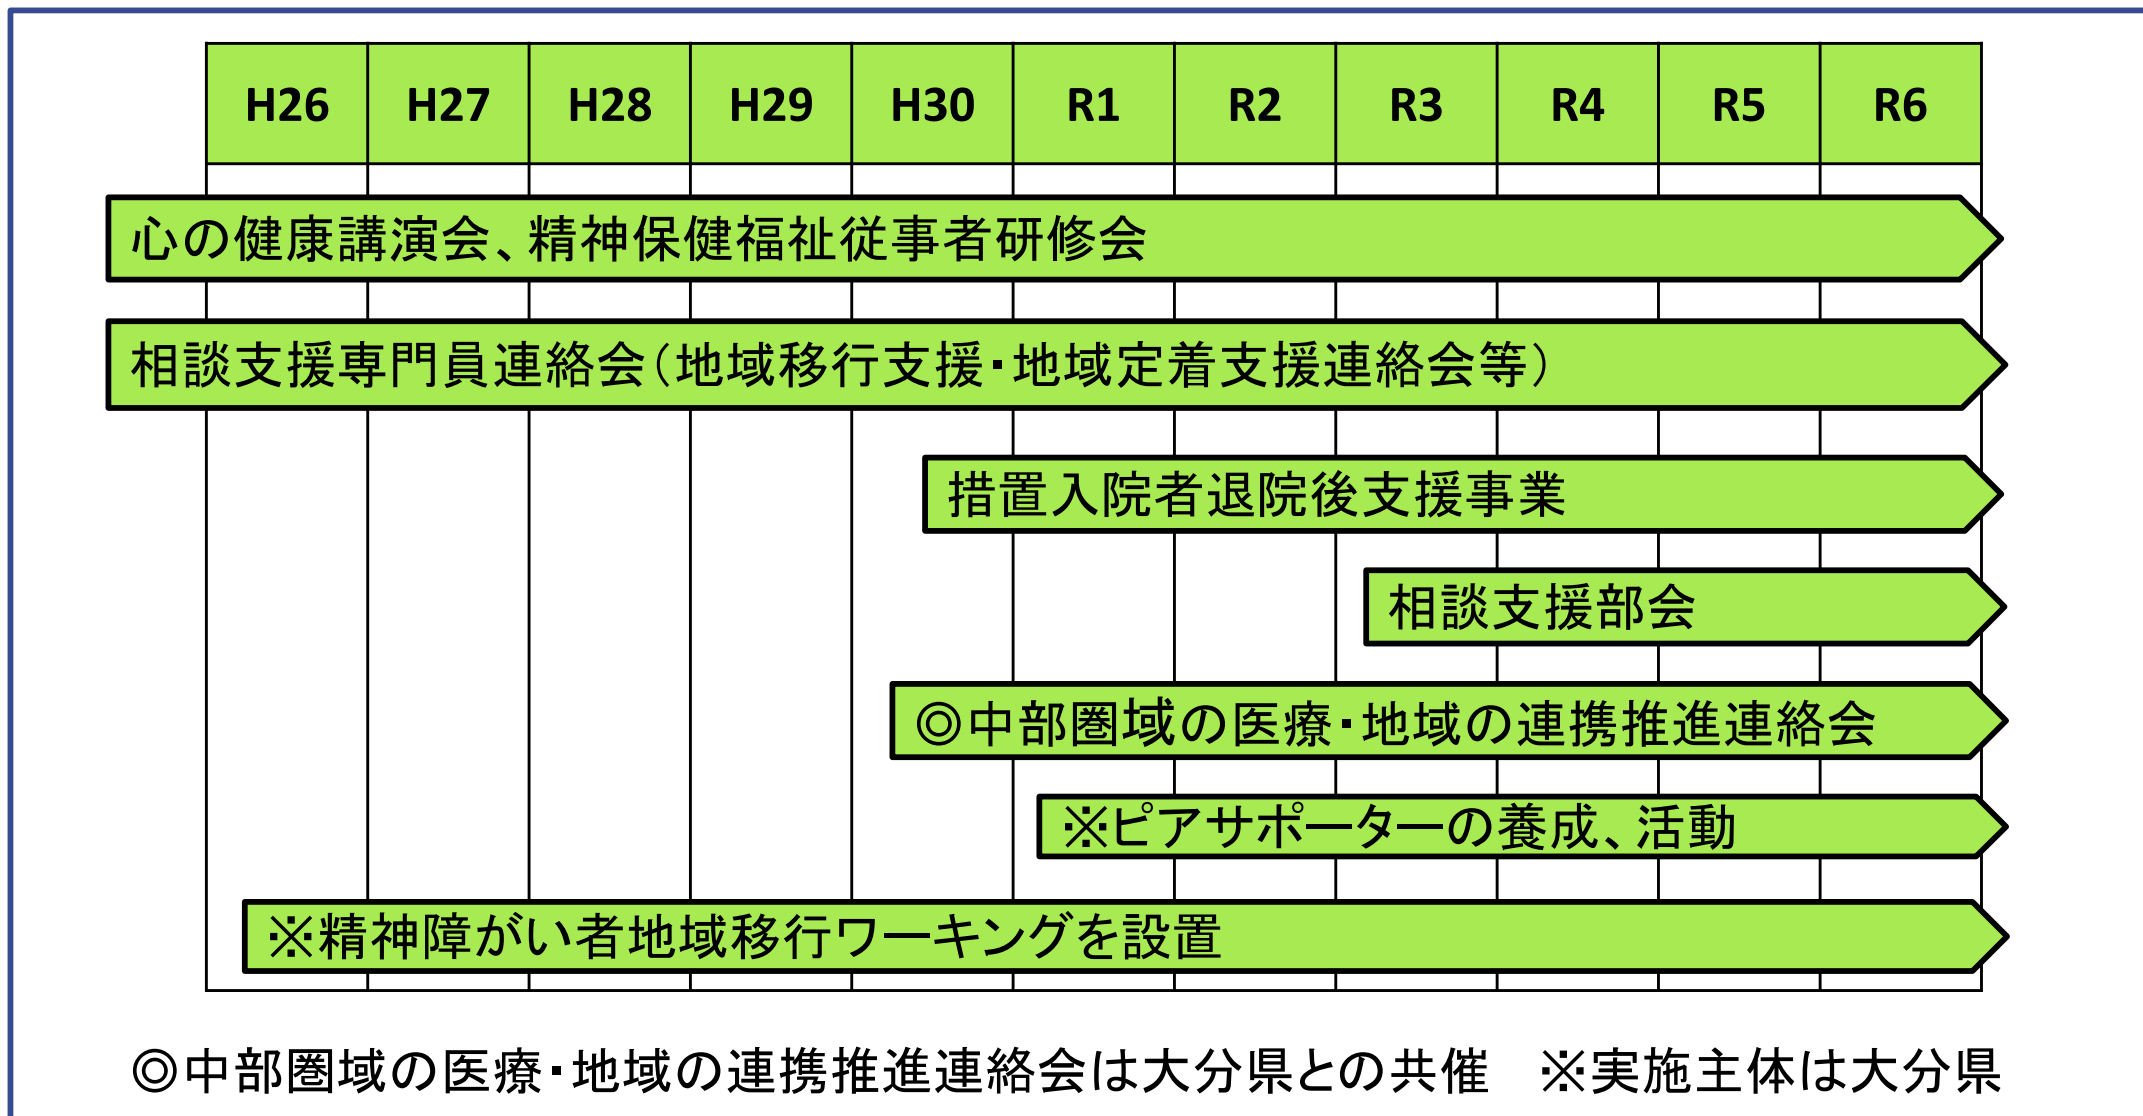 H26 H27 H28 H29 H30 R1 R2 R3 R4 R5 R6
心の健康講演会、精神保健福祉従事者研修会
相談支援専門員連絡会（地域移行支援・地域定着支援連絡会等）
措置入院者退院後支援事業
相談支援部会
◎中部圏域の医療・地域の連携推進連絡会
※ピアサポーターの養成、活動
※精神障がい者地域移行ワーキングを設置
◎中部圏域の医療・地域の連携推進連絡会は大分県との共催　※実施主体は大分県